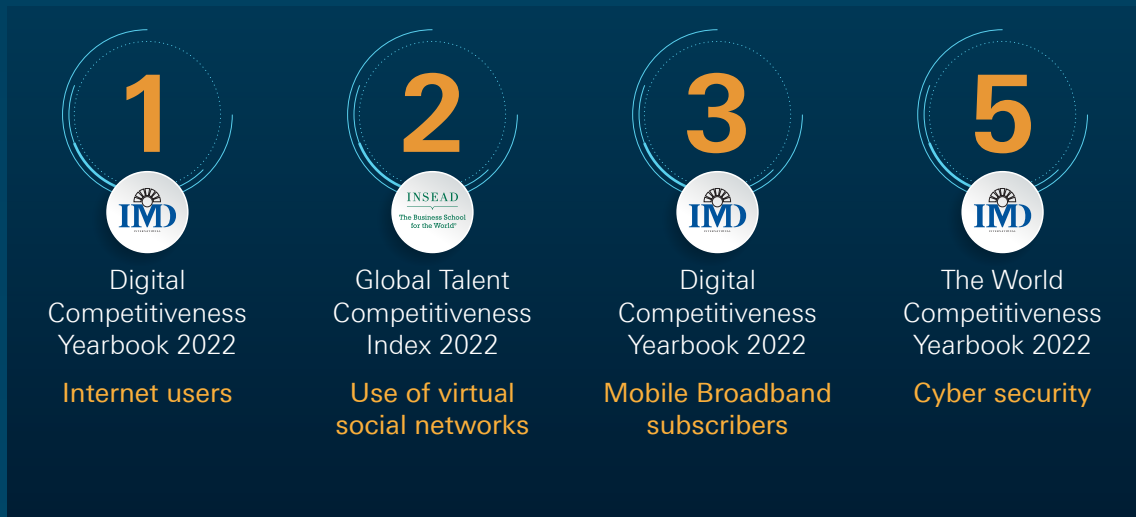 1
IMD
Digital
Competitiveness
Yearbook 2022
Internet users
2
INSEAD
The Business School
for the World®
Global Talent
Competitiveness
Index 2022
Use of virtual
social networks
3
IMD
Digital
Competitiveness
Yearbook 2022
Mobile Broadband
subscribers
5
IMD
The World
Competitiveness
Yearbook 2022
Cyber security